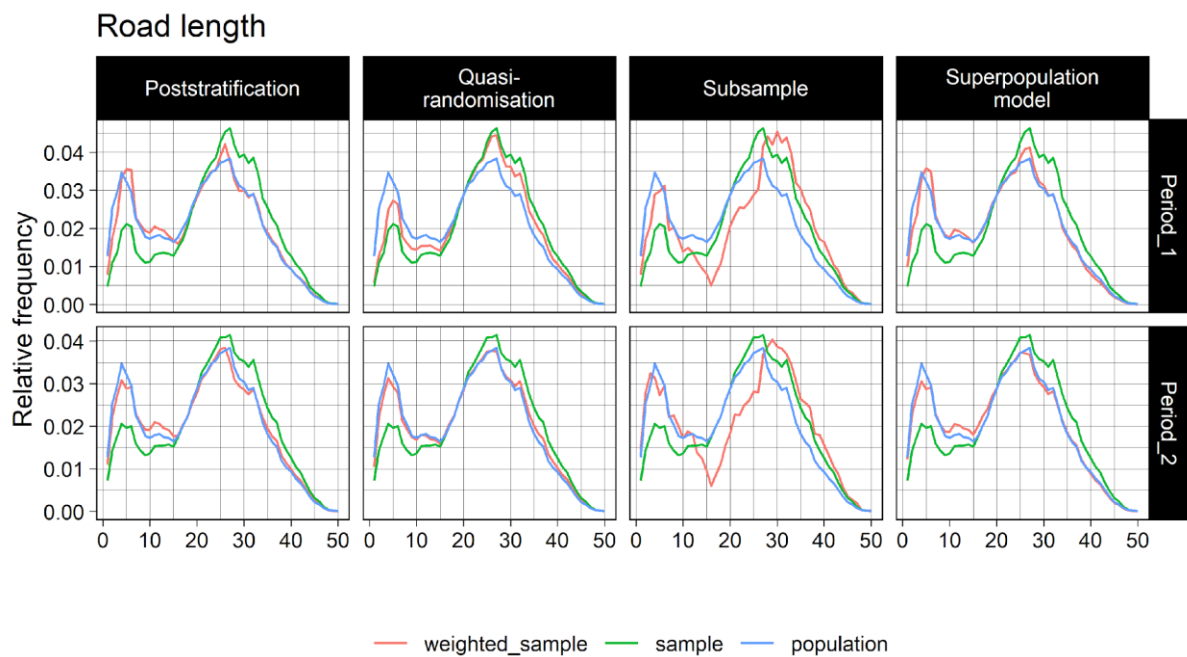 Road length
Poststratification
Quasi-
randomisation
Subsample
Superpopulation
model
Relative frequency
0.04
0.03
0.02
0.01
0.00
Period_1
0.04
0.03
0.02
0.01
0.00
Period_2
0 10 20 30 40 50 0 10 20 30 40 50 0 10 20 30 40 50 0 10 20 30 40 50
weighted_sample sample population